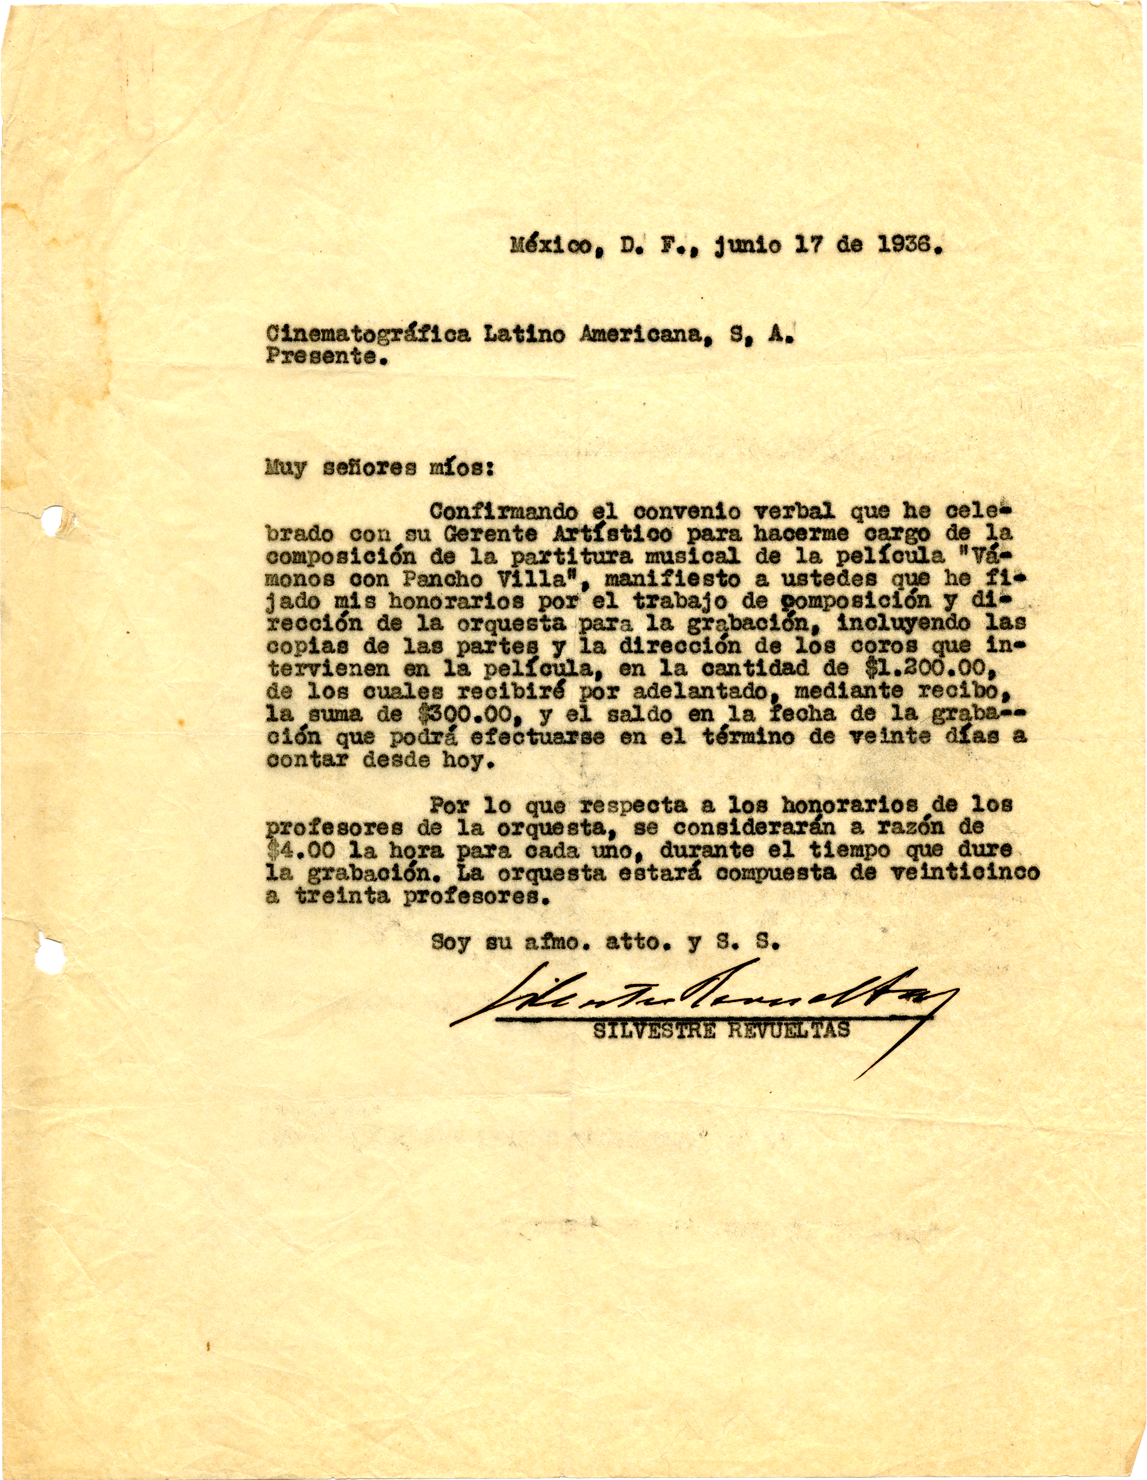 México, D. F., junio 17 de 1936.
Cinematográfica Latino Americana, S, A.
Presente.
Muy señores míos:
Confirmando el convenio verbal que he cele-
brado con su Gerente Artístico para hacerme cargo de la
composición de la partitura musical de la película "Vá-
monos con Pancho Villa", manifiesto a ustedes que he fi-
jado mis honorarios por el trabajo de composición y di-
rección de la orquesta para la grabación, incluyendo las
copias de las partes y la dirección de los coros que in-
tervienen en la película, en la cantidad de $1.200.00,
de los cuales recibiré por adelantado, mediante recibo,
la suma de $300.00, y el saldo en la fecha de la graba--
ción que podrá efectuarse en el término de veinte días a
contar desde hoy.
Por lo que respecta a los honorarios de los
profesores de la orquesta, se considerarán a razón de
$4.00 la hora para cada uno, durante el tiempo que dure
la grabación. La orquesta estará compuesta de veinticinco
a treinta profesores.
Soy su afmo. atto. y S. S.
Silvestre Revueltas
SILVESTRE REVUELTAS